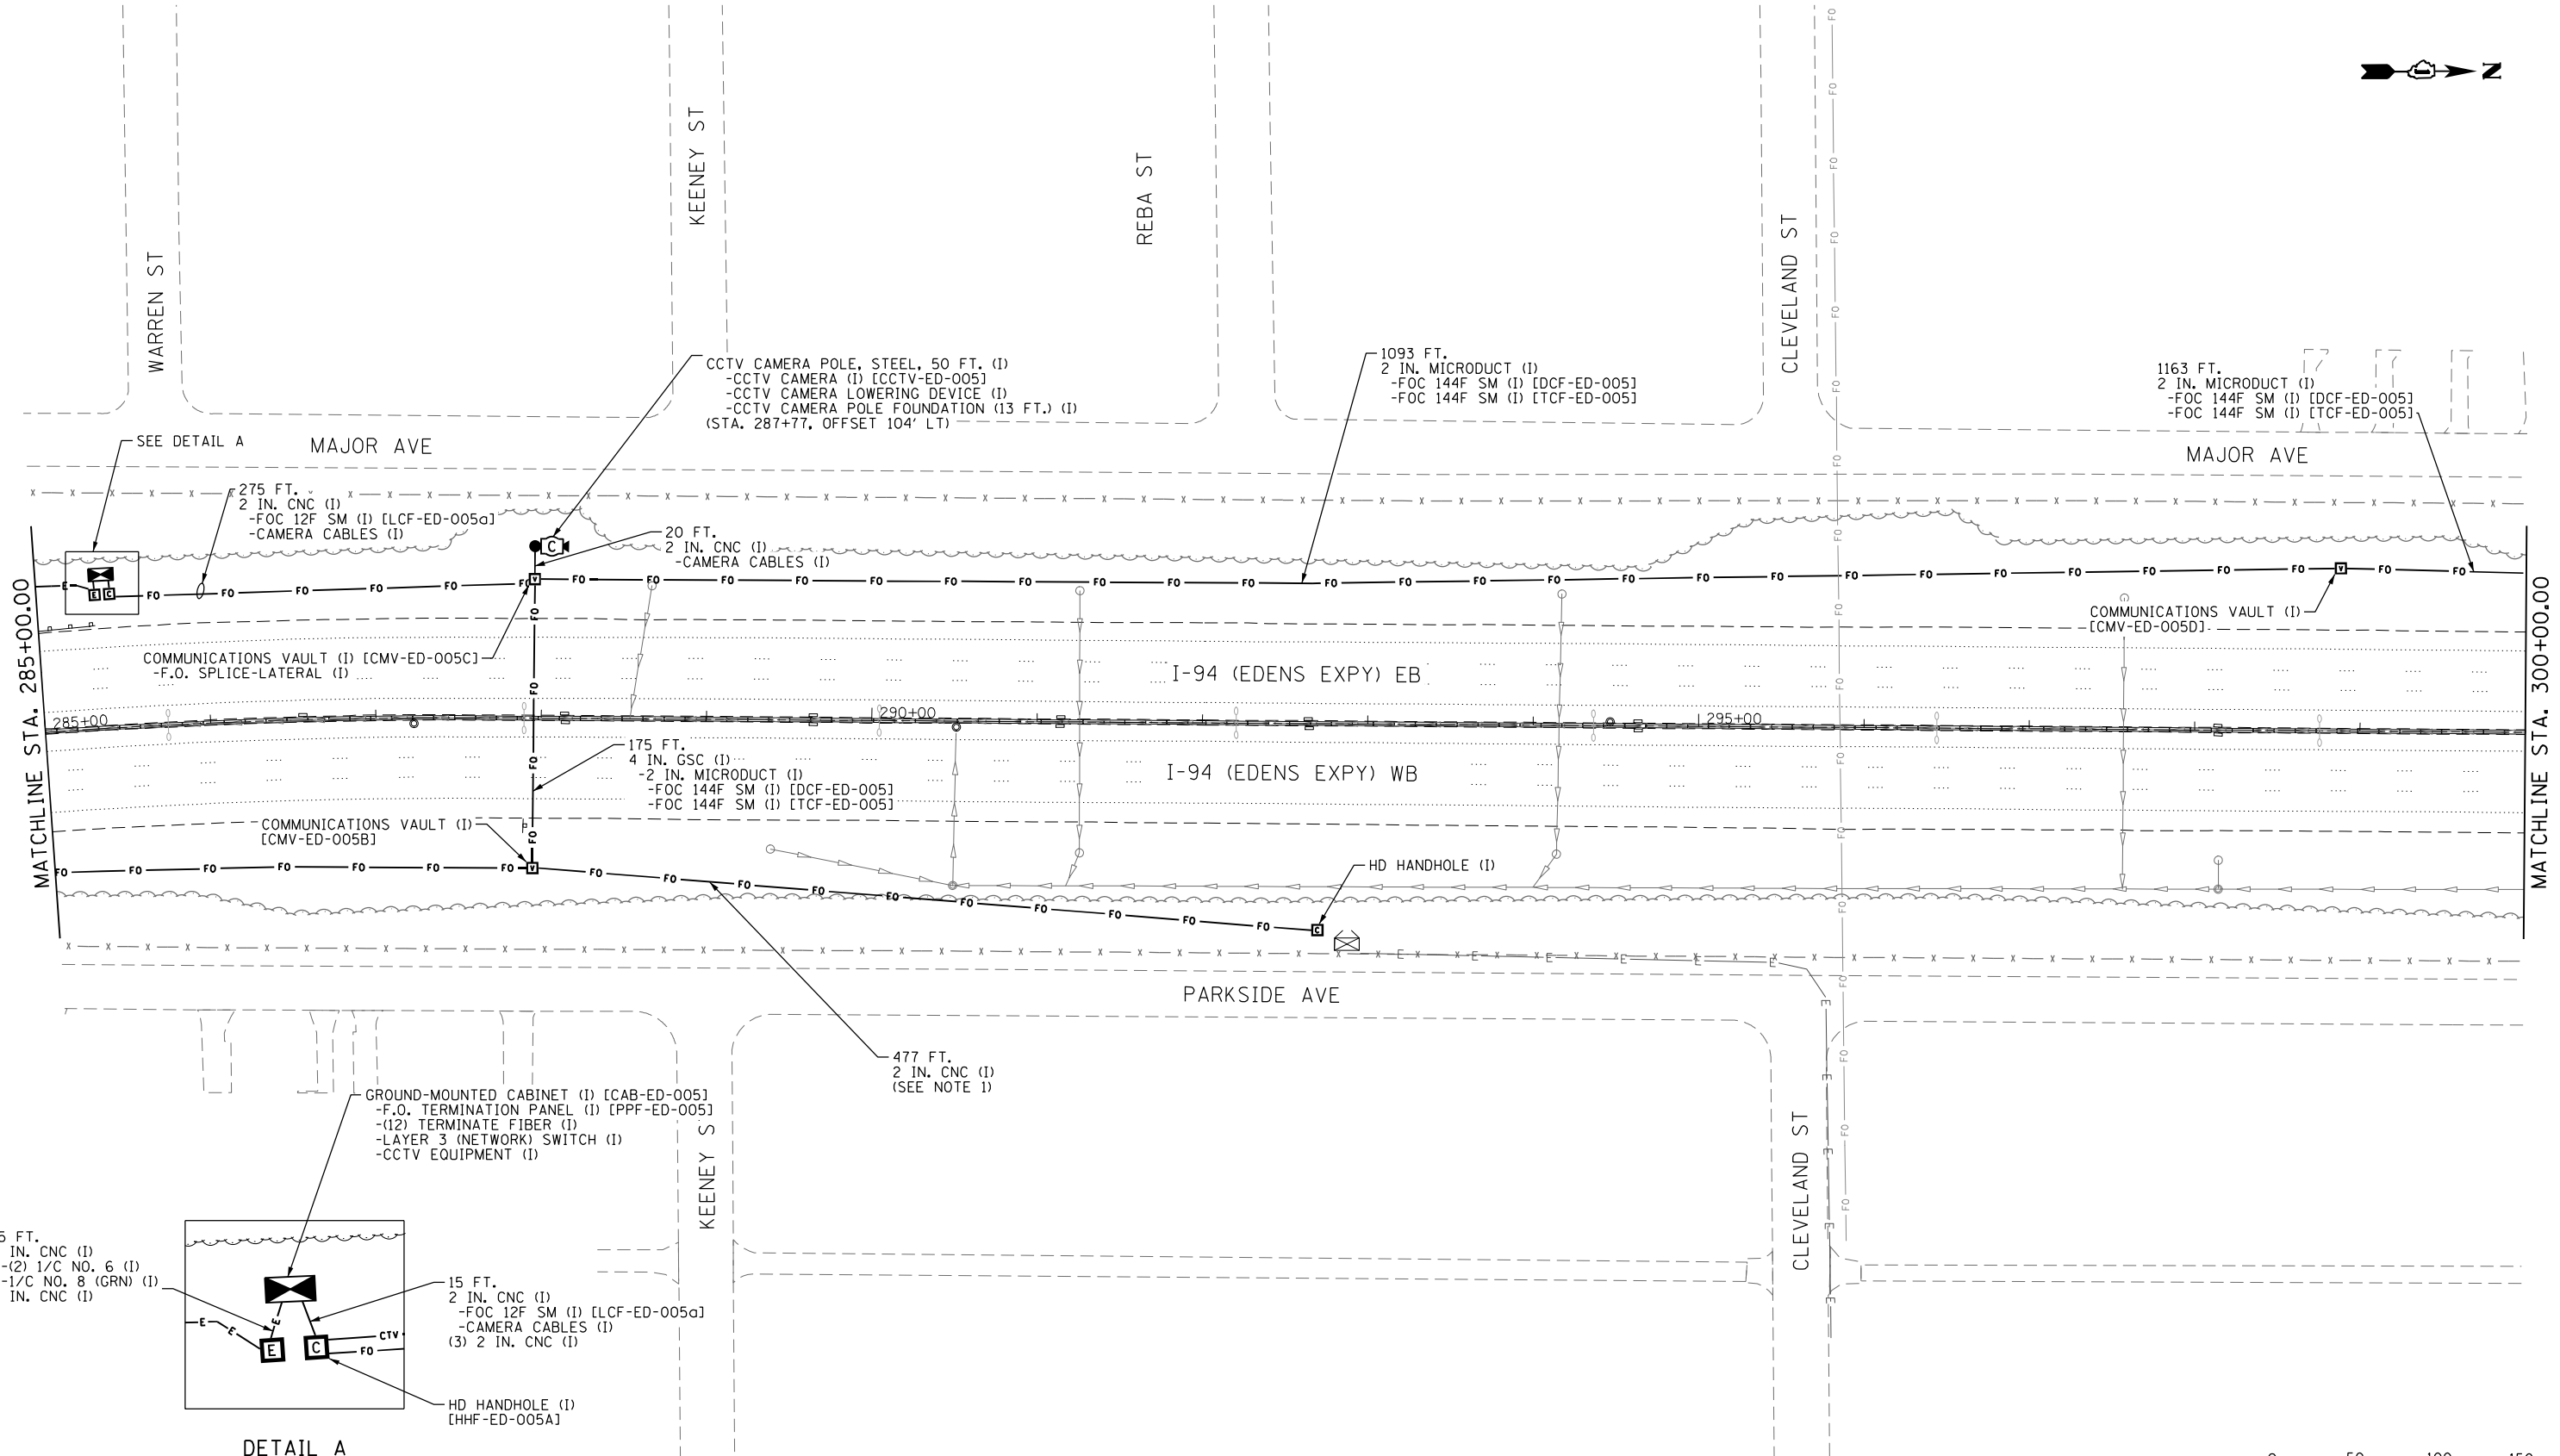 N
WARREN ST
KEENEY ST
REBA ST
CLEVELAND ST
CCTV CAMERA POLE, STEEL, 50 FT. (I)
-CCTV CAMERA (I) [CCTV-ED-005]
-CCTV CAMERA LOWERING DEVICE (I)
-CCTV CAMERA POLE FOUNDATION (13 FT.) (I)
(STA. 287+77, OFFSET 104' LT)
1093 FT.
2 IN. MICRODUCT (I)
-FOC 144F SM (I) [DCF-ED-005]
-FOC 144F SM (I) [TCF-ED-005]
1163 FT.
2 IN. MICRODUCT (I)
-FOC 144F SM (I) [DCF-ED-005]
-FOC 144F SM (I) [TCF-ED-005]
SEE DETAIL A
MAJOR AVE
MAJOR AVE
275 FT.
2 IN. CNC (I)
-FOC 12F SM (I) [LCF-ED-005a]
-CAMERA CABLES (I)
20 FT.
2 IN. CNC (I)
-CAMERA CABLES (I)
MATCHLINE STA. 285+00.00
MATCHLINE STA. 300+00.00
COMMUNICATIONS VAULT (I)
[CMV-ED-005D]
COMMUNICATIONS VAULT (I) [CMV-ED-005C]
-F.O. SPLICE-LATERAL (I)
I-94 (EDENS EXPY) EB
285+00
290+00
295+00
175 FT.
4 IN. GSC (I)
-2 IN. MICRODUCT (I)
-FOC 144F SM (I) [DCF-ED-005]
-FOC 144F SM (I) [TCF-ED-005]
I-94 (EDENS EXPY) WB
COMMUNICATIONS VAULT (I)
[CMV-ED-005B]
HD HANDHOLE (I)
PARKSIDE AVE
477 FT.
2 IN. CNC (I)
(SEE NOTE 1)
GROUND-MOUNTED CABINET (I) [CAB-ED-005]
-F.O. TERMINATION PANEL (I) [PPF-ED-005]
-(12) TERMINATE FIBER (I)
-LAYER 3 (NETWORK) SWITCH (I)
-CCTV EQUIPMENT (I)
KEENEY S
CLEVELAND ST
5 FT.
IN. CNC (I)
-(2) 1/C NO. 6 (I)
-1/C NO. 8 (GRN) (I)
IN. CNC (I)
15 FT.
2 IN. CNC (I)
-FOC 12F SM (I) [LCF-ED-005a]
-CAMERA CABLES (I)
(3) 2 IN. CNC (I)
E
E
E
E
C
CTV
FO
HD HANDHOLE (I)
[HHF-ED-005A]
DETAIL A